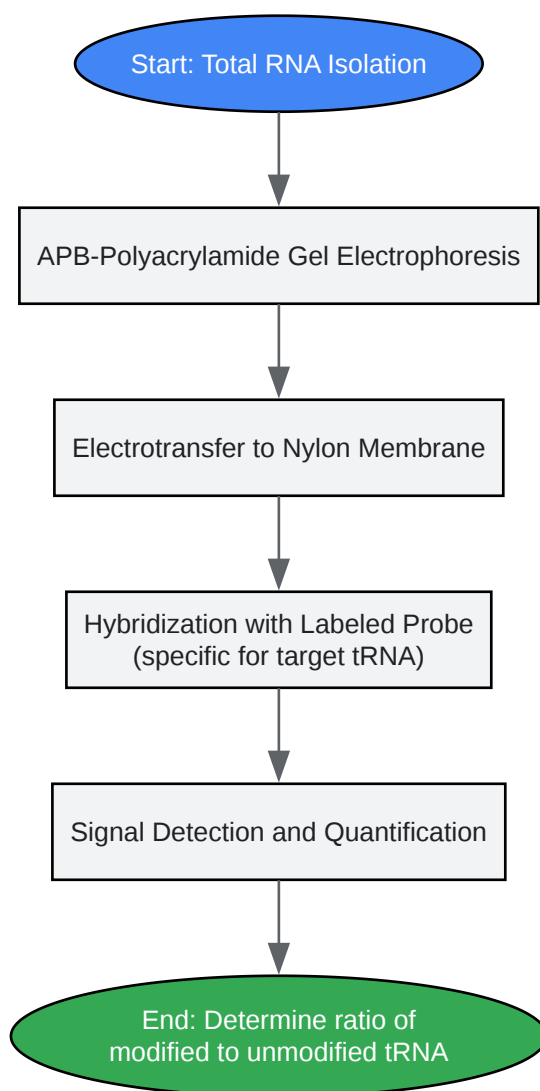 Start: Total RNA Isolation
APB-Polyacrylamide Gel Electrophoresis
Electrotransfer to Nylon Membrane
Hybridization with Labeled Probe
(specific for target tRNA)
Signal Detection and Quantification
End: Determine ratio of
modified to unmodified tRNA